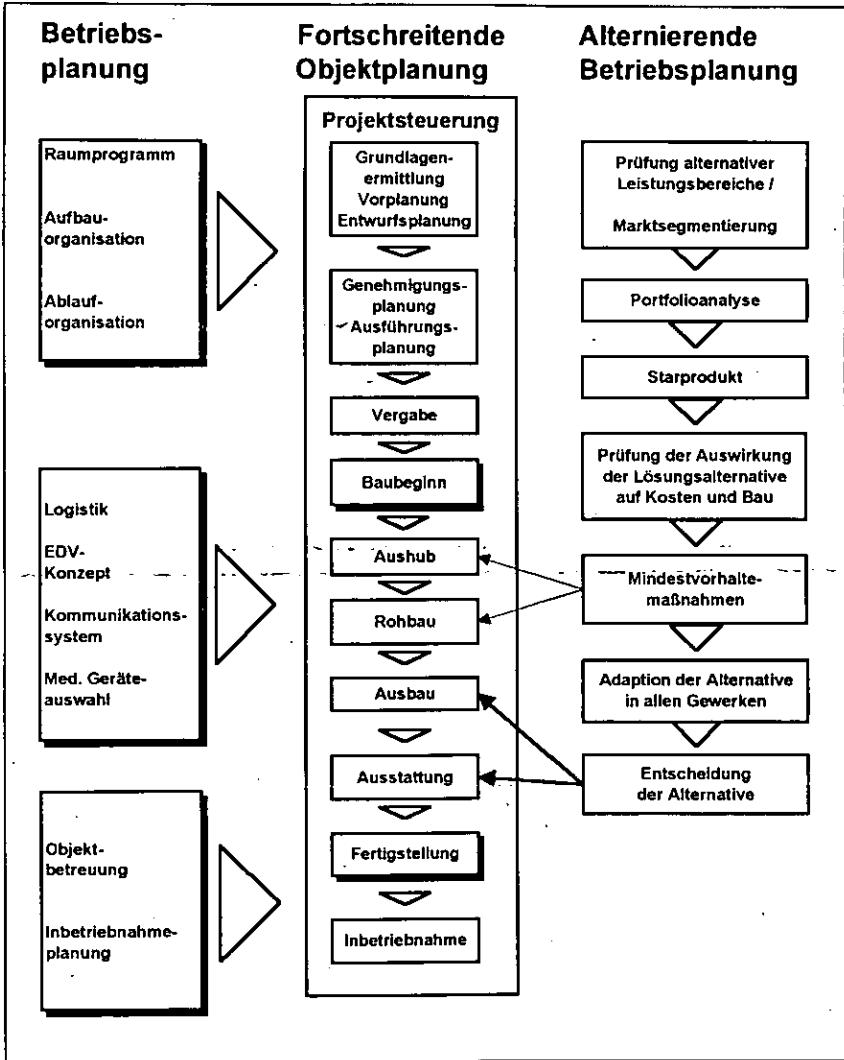 Betriebs-
planung
Fortschreitende
Objektplanung
Alternierende
Betriebsplanung
Raumprogramm
Aufbau-
organisation
Ablauf-
organisation
Logistik
EDV-
Konzept
Kommunikations-
system
Med. Geräte-
auswahl
Objekt-
betreuung
Inbetriebnahme-
planung
Projektsteuerung
Grundlagen-
ermittlung
Vorplanung
Entwurfsplanung
Genehmigungs-
planung
Ausführungs-
planung
Vergabe
Baubeginn
Aushub
Rohbau
Ausbau
Ausstattung
Fertigstellung
Inbetriebnahme
Prüfung alternativer
Leistungsbereiche /
Marktsegmentierung
Portfolioanalyse
Starprodukt
Prüfung der Auswirkung
der Lösungsalternative
auf Kosten und Bau
Mindestvorhalte-
maßnahmen
Adaption der Alternative
in allen Gewerken
Entscheidung
der Alternative